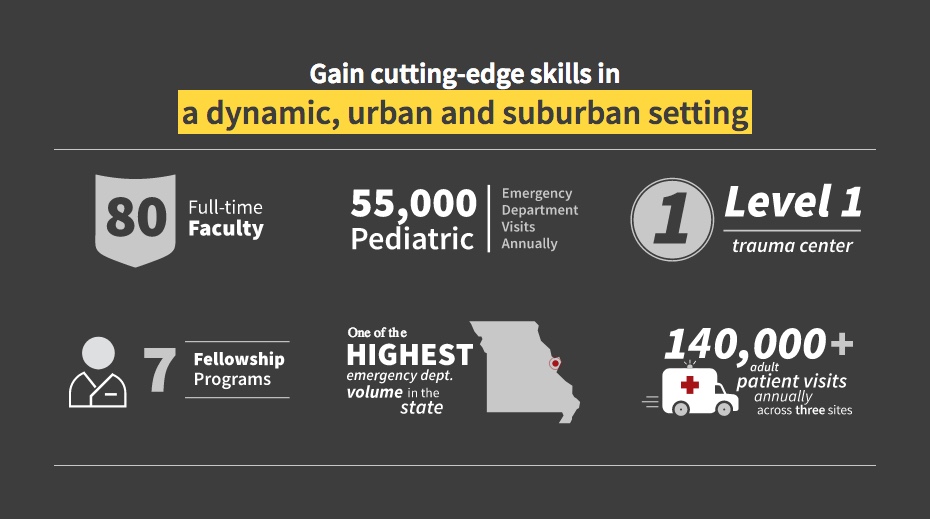 Gain cutting-edge skills in
a dynamic, urban and suburban setting
80
Full-time
Faculty
55,000
Pediatric
Emergency
Department
Visits
Annually
1
Level 1
trauma center
7
Fellowship
Programs
One of the
HIGHEST
emergency dept.
volume in the
state
140,000+
adult
patient visits
annually
across three sites